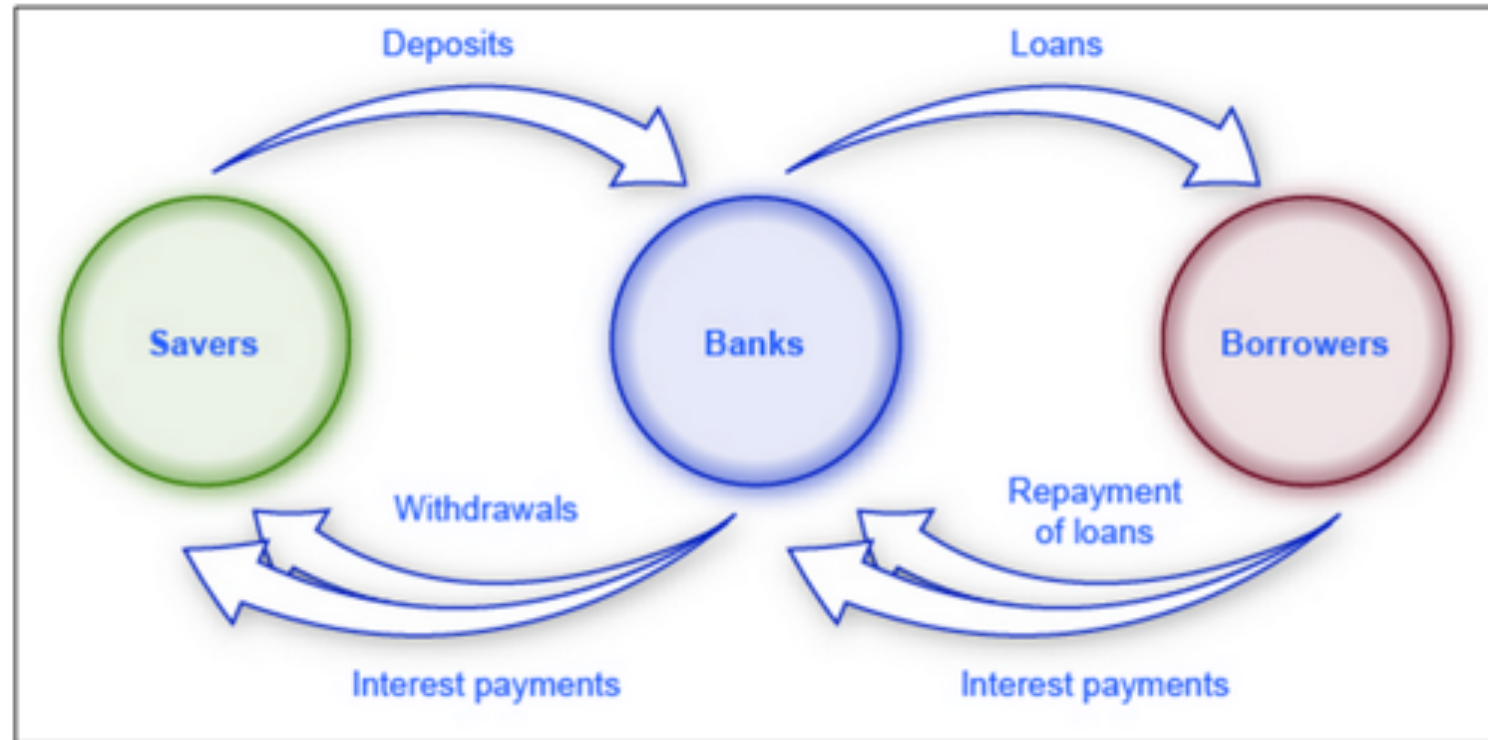 Deposits
Loans
Savers
Banks
Borrowers
Withdrawals
Repayment
of loans
Interest payments
Interest payments